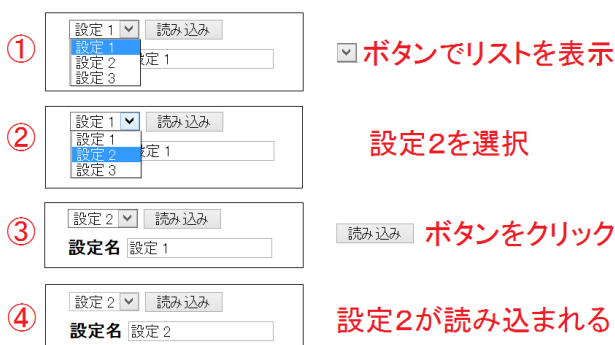 ① 設定 1 読み込み
設定 1
設定 2 設定 1
設定 3
ボタンでリストを表示
② 設定 1 読み込み
設定 1
設定 2 設定 1
設定 3
設定2を選択
③ 設定 2 読み込み
設定名 設定 1
読み込み ボタンをクリック
④ 設定 2 読み込み
設定名 設定 2
設定2が読み込まれる